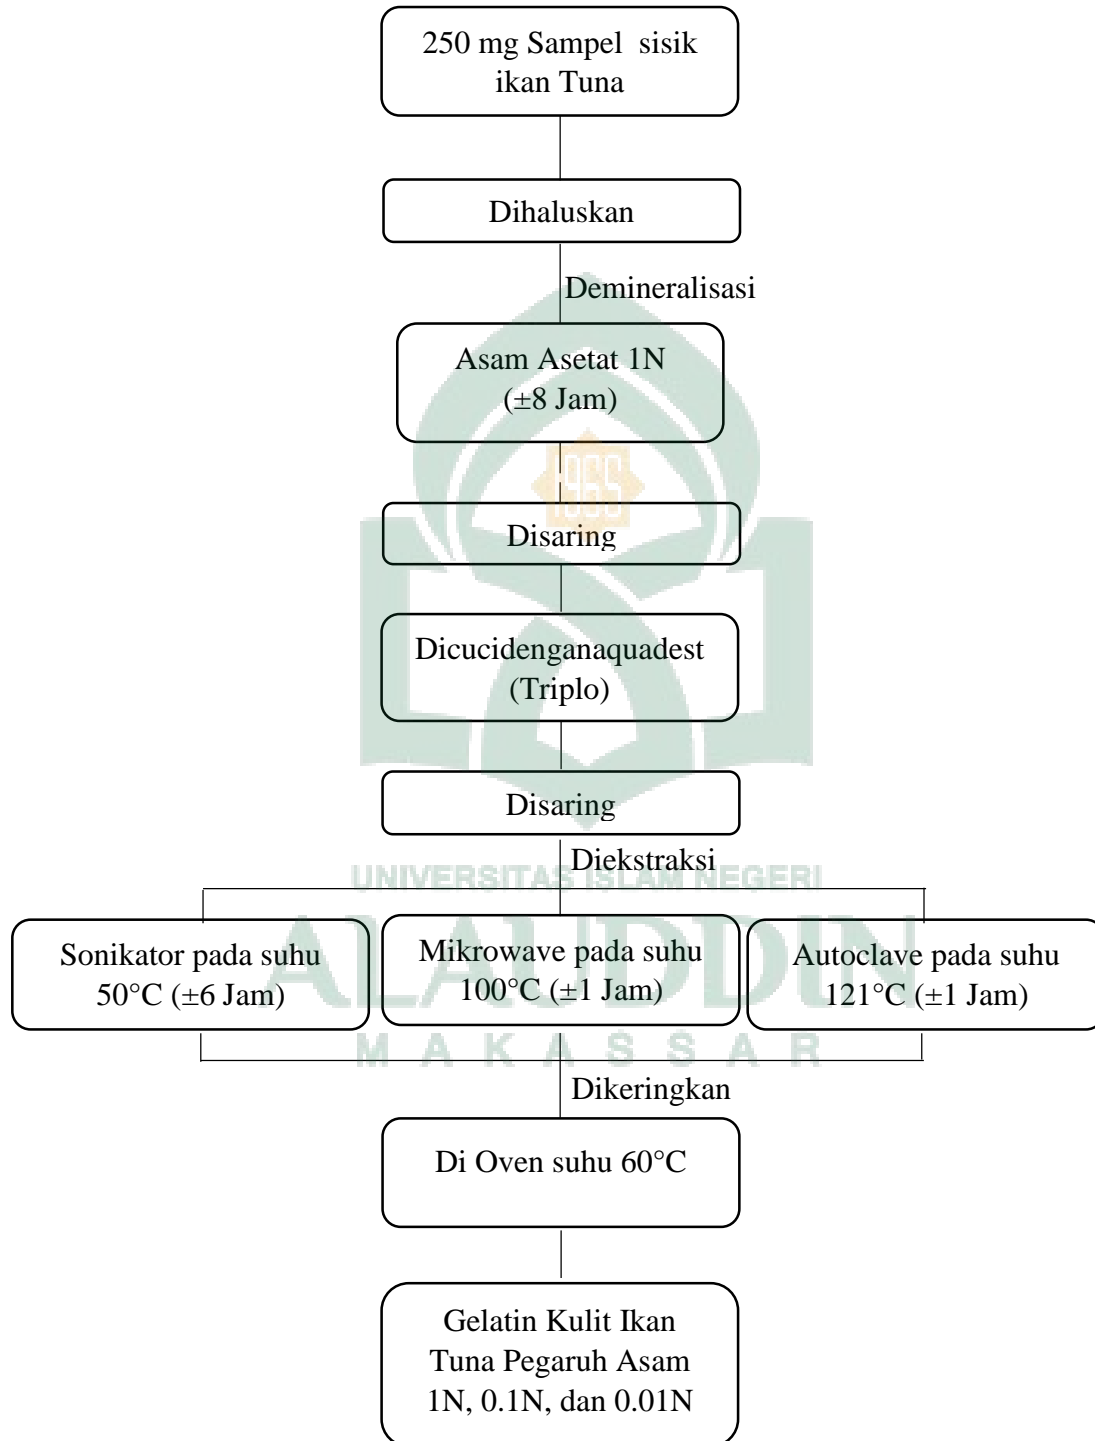 250 mg Sampel sisik
ikan Tuna
Dihaluskan
Demineralisasi
Asam Asetat 1N
(±8 Jam)
1965
Disaring
Dicucidenganaquadest
(Triplo)
Disaring
Diekstraksi
UNIVERSITAS ISLAM NEGERI
Sonikator pada suhu
50°C (±6 Jam)
Mikrowave pada suhu
100°C (±1 Jam)
Autoclave pada suhu
121°C (±1 Jam)
ALAUDDIN
MAKASSAR
Dikeringkan
Di Oven suhu 60°C
Gelatin Kulit Ikan
Tuna Pegaruh Asam
1N, 0.1N, dan 0.01N